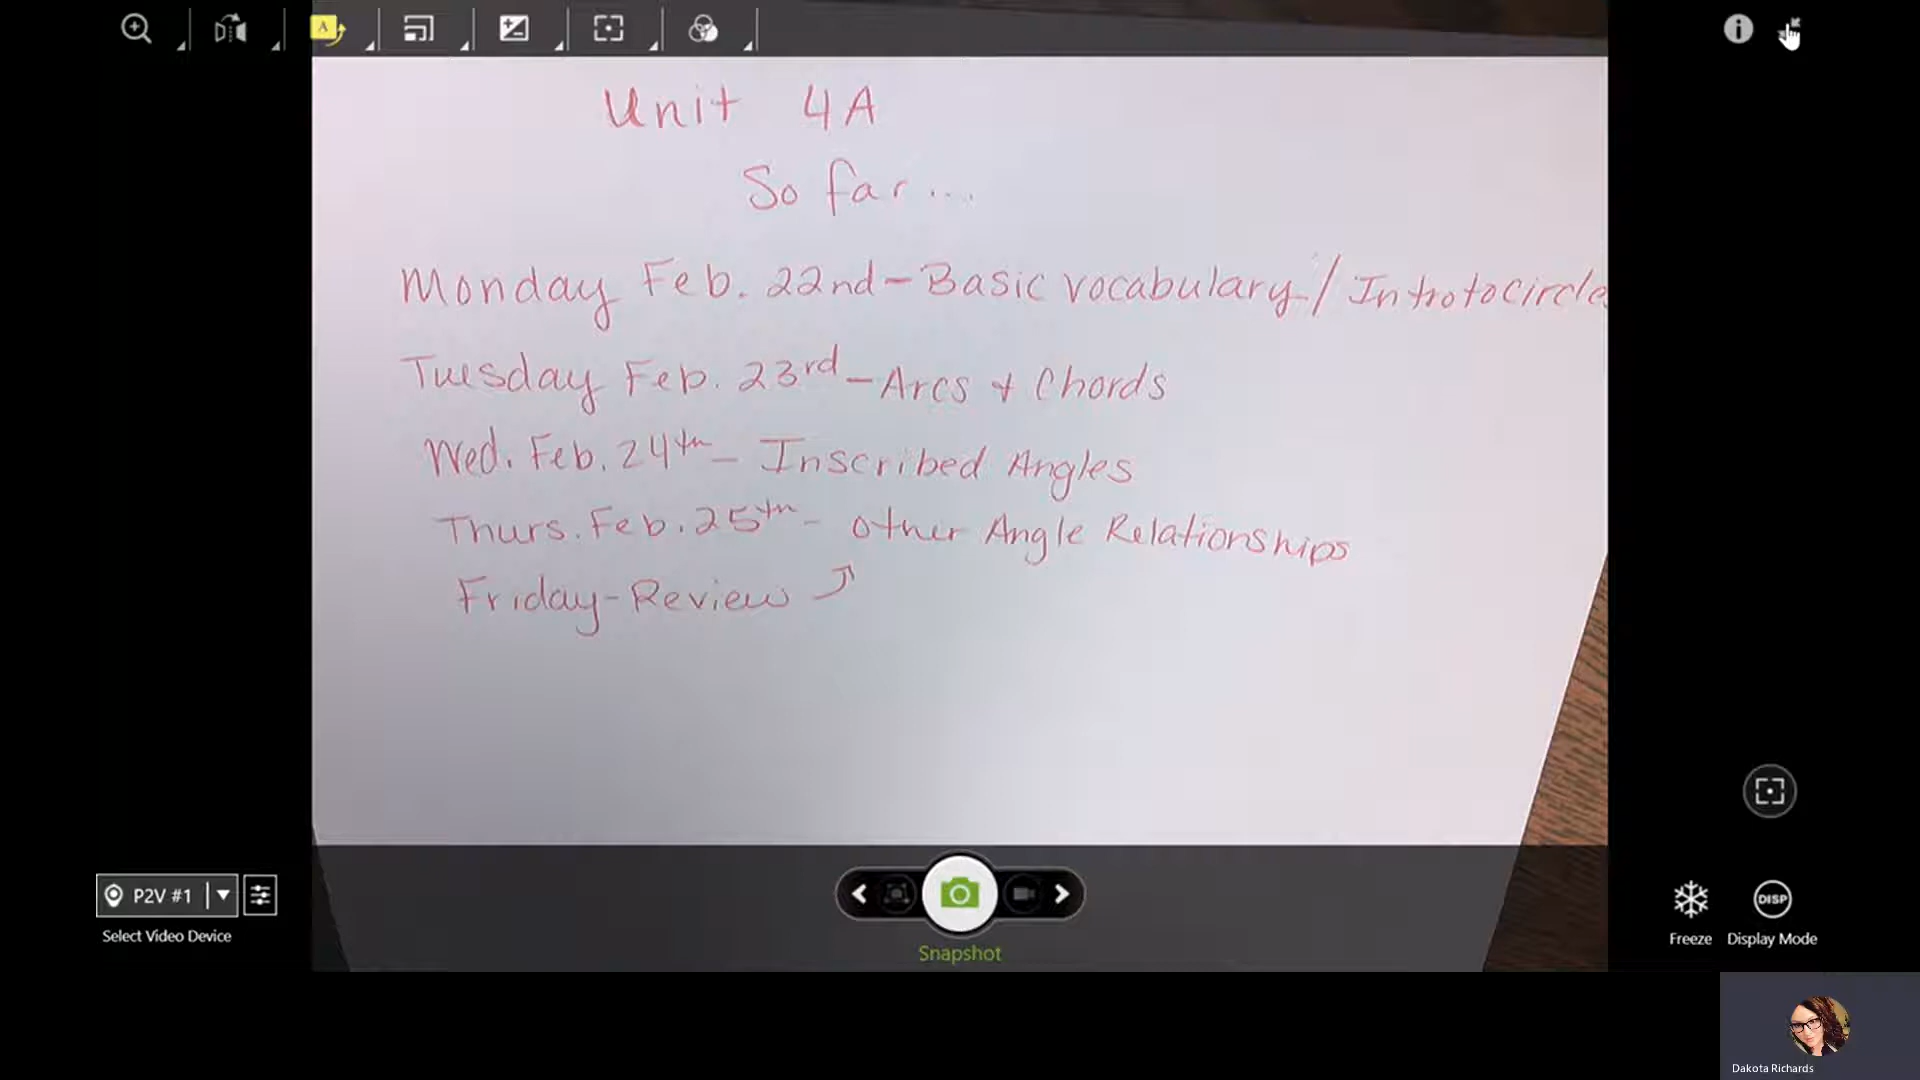 Unit 4A
So far...
Monday Feb. 22nd - Basic vocabulary / Intro to circle
Tuesday Feb. 23rd - Arcs + Chords
Wed. Feb. 24th - Inscribed Angles
Thurs. Feb. 25th - Other Angle Relationships
Friday - Review
P2V #1
Select Video Device
Snapshot
Freeze
DISP
Display Mode
Dakota Richards